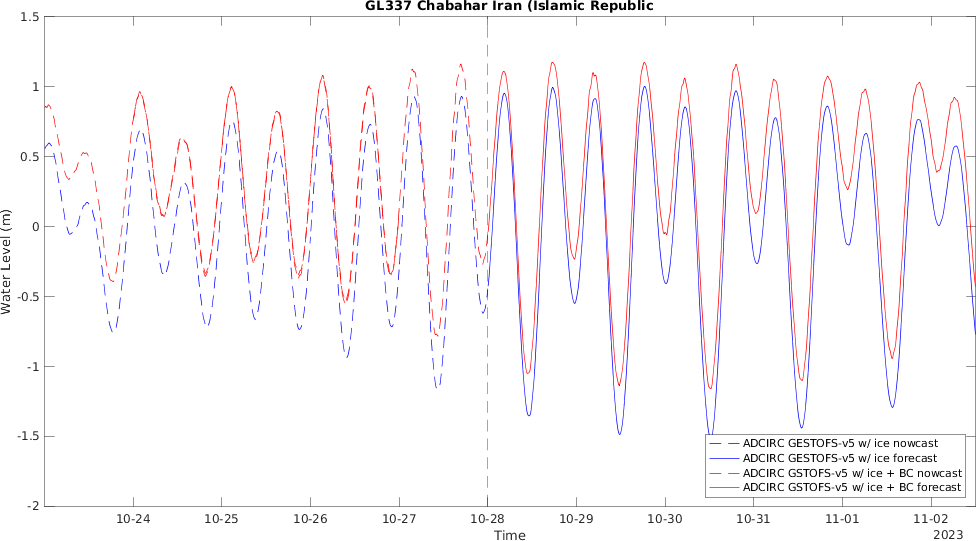 GL337 Chabahar Iran (Islamic Republic
1.5
1
0.5
0
-0.5
-1
-1.5
-2
Water Level (m)
ADCIRC GESTOFS-v5 w/ ice nowcast
ADCIRC GESTOFS-v5 w/ ice forecast
ADCIRC GSTOFS-v5 w/ ice + BC nowcast
ADCIRC GSTOFS-v5 w/ ice + BC forecast
10-24 10-25 10-26 10-27 10-28 10-29 10-30 10-31 11-01 11-02
Time
2023